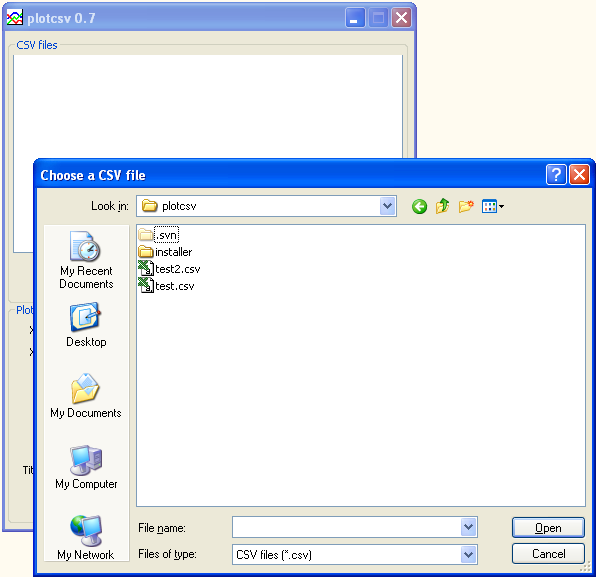 plotcsv 0.7
CSV files
Choose a CSV file
Look in:
plotcsv
.svn
installer
test2.csv
test.csv
My Recent
Documents
Desktop
My Documents
My Computer
My Network
Plot
X
X
Tit
File name:
Open
Files of type:
CSV files (*.csv)
Cancel